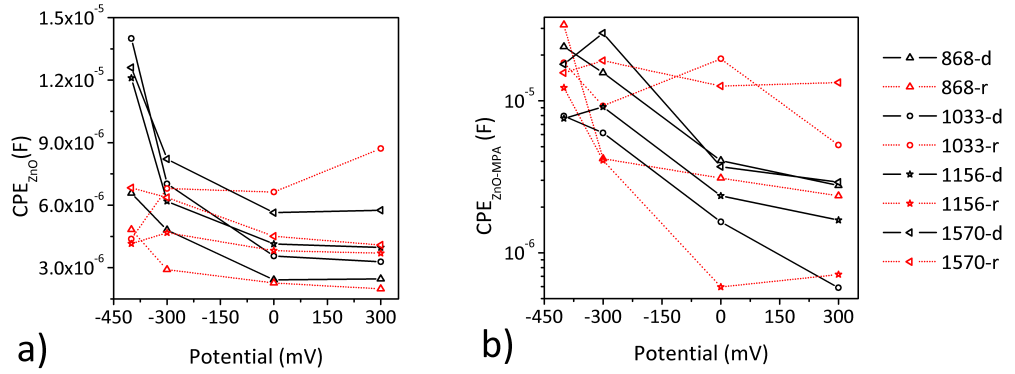 1.5x10⁻⁵
1.2x10⁻⁵
9.0x10⁻⁶
6.0x10⁻⁶
3.0x10⁻⁶
CPE_ZnO (F)
-450 -300 -150 0 150 300
Potential (mV)
a)
10⁻⁵
10⁻⁶
CPE_ZnO-MPA (F)
-450 -300 -150 0 150 300
Potential (mV)
b)
868-d
868-r
1033-d
1033-r
1156-d
1156-r
1570-d
1570-r